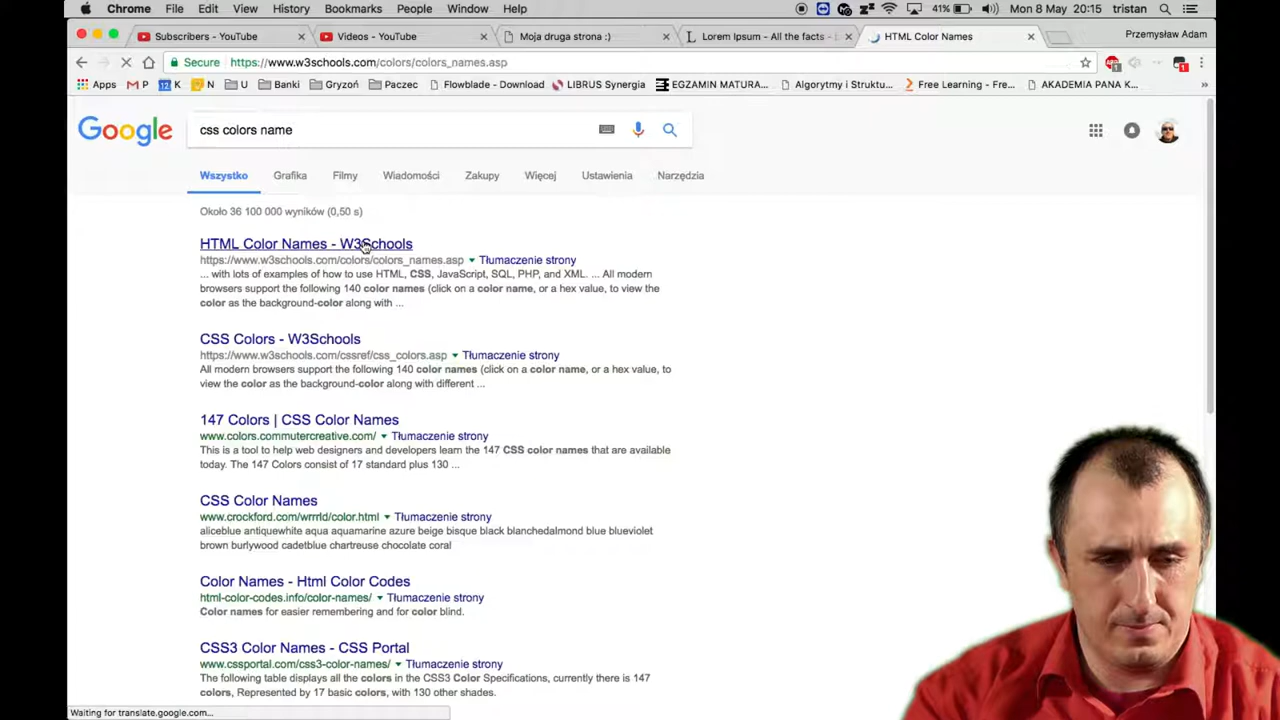 Chrome File Edit View History Bookmarks People Window Help 41% Mon 8 May 20:15 tristan
Subscribers - YouTube Videos - YouTube Moja druga strona :) Lorem Ipsum - All the facts - HTML Color Names Przemysław Adam
Secure https://www.w3schools.com/colors/colors_names.asp
Apps P K N U Banki Gryzoń Paczec Flowblade - Download LIBRUS Synergia EGZAMIN MATURA... Algorytmy i Struktu... Free Learning - Fre... AKADEMIA PANA K... »
Google css colors name
Wszystko Grafika Filmy Wiadomości Zakupy Więcej Ustawienia Narzędzia
Około 36 100 000 wyników (0,50 s)
HTML Color Names - W3Schools
https://www.w3schools.com/colors/colors_names.asp Tłumaczenie strony
... with lots of examples of how to use HTML, CSS, JavaScript, SQL, PHP, and XML. ... All modern
browsers support the following 140 color names (click on a color name, or a hex value, to view the
color as the background-color along with ...
CSS Colors - W3Schools
https://www.w3schools.com/cssref/css_colors.asp Tłumaczenie strony
All modern browsers support the following 140 color names (click on a color name, or a hex value, to
view the color as the background-color along with different ...
147 Colors | CSS Color Names
www.colors.commutercreative.com/ Tłumaczenie strony
This is a tool to help web designers and developers learn the 147 CSS color names that are available
today. The 147 Colors consist of 17 standard plus 130 ...
CSS Color Names
www.crockford.com/wrrrld/color.html Tłumaczenie strony
aliceblue antiquewhite aqua aquamarine azure beige bisque black blanchedalmond blue blueviolet
brown burlywood cadetblue chartreuse chocolate coral
Color Names - Html Color Codes
html-color-codes.info/color-names/ Tłumaczenie strony
Color names for easier remembering and for color blind.
CSS3 Color Names - CSS Portal
www.cssportal.com/css3-color-names/ Tłumaczenie strony
The following table displays all the colors in the CSS3 Color Specifications, currently there is 147
colors, Represented by 17 basic colors, with 130 other shades.
Waiting for translate.google.com...